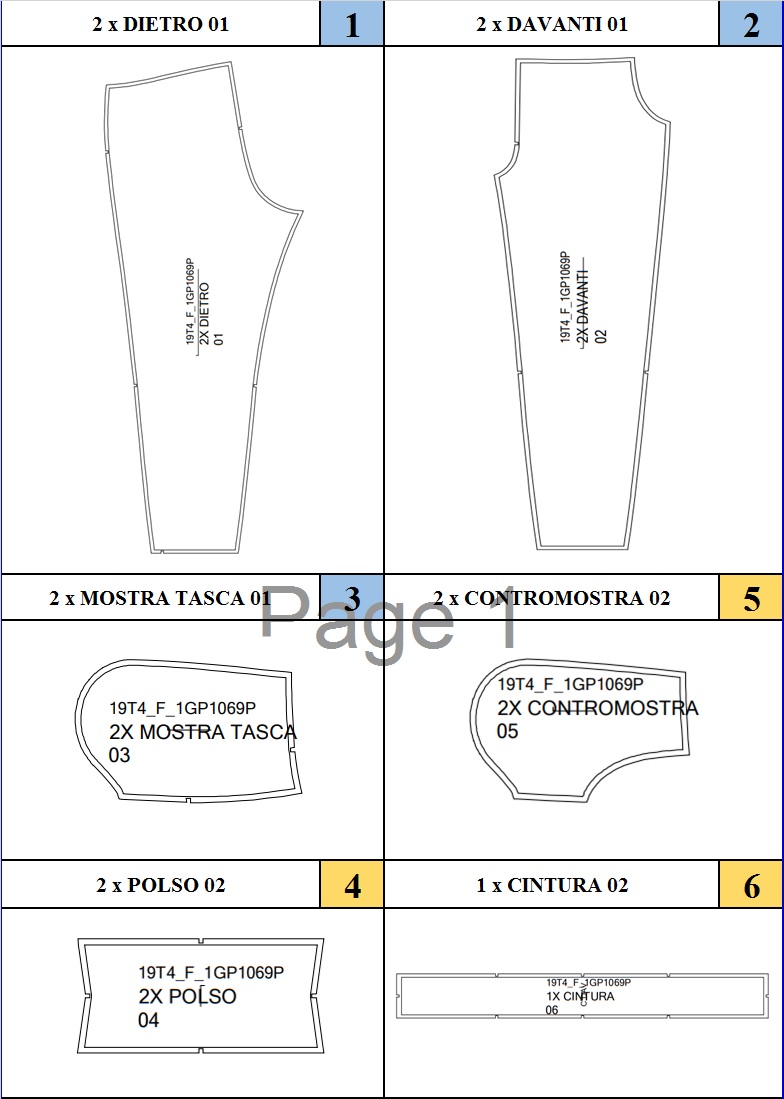 2 x DIETRO 01
1
2 x DAVANTI 01
2
19T4_F_1GP1069P
2X DIETRO
01
19T4_F_1GP1069P
2X DAVANTI
02
2 x MOSTRA TASCA 01
3
2 x CONTROMOSTRA 02
5
Page 1
19T4_F_1GP1069P
2X MOSTRA TASCA
03
19T4_F_1GP1069P
2X CONTROMOSTRA
05
2 x POLSO 02
4
1 x CINTURA 02
6
19T4_F_1GP1069P
2X POLSO
04
19T4_F_1GP1069P
1X CINTURA
06